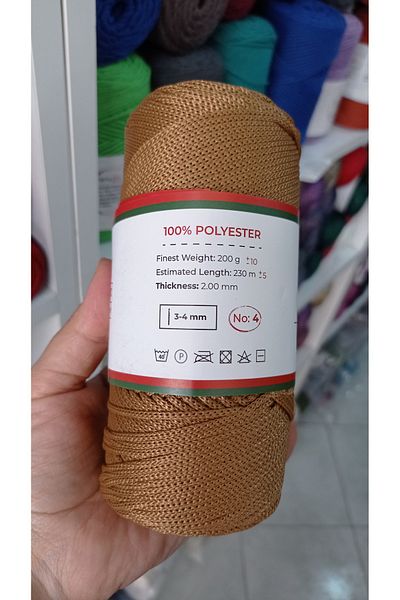 100% POLYESTER
Finest Weight: 200 g ±10
Estimated Length: 230 m ±5
Thickness: 2.00 mm
3-4 mm
No: 4
40 P